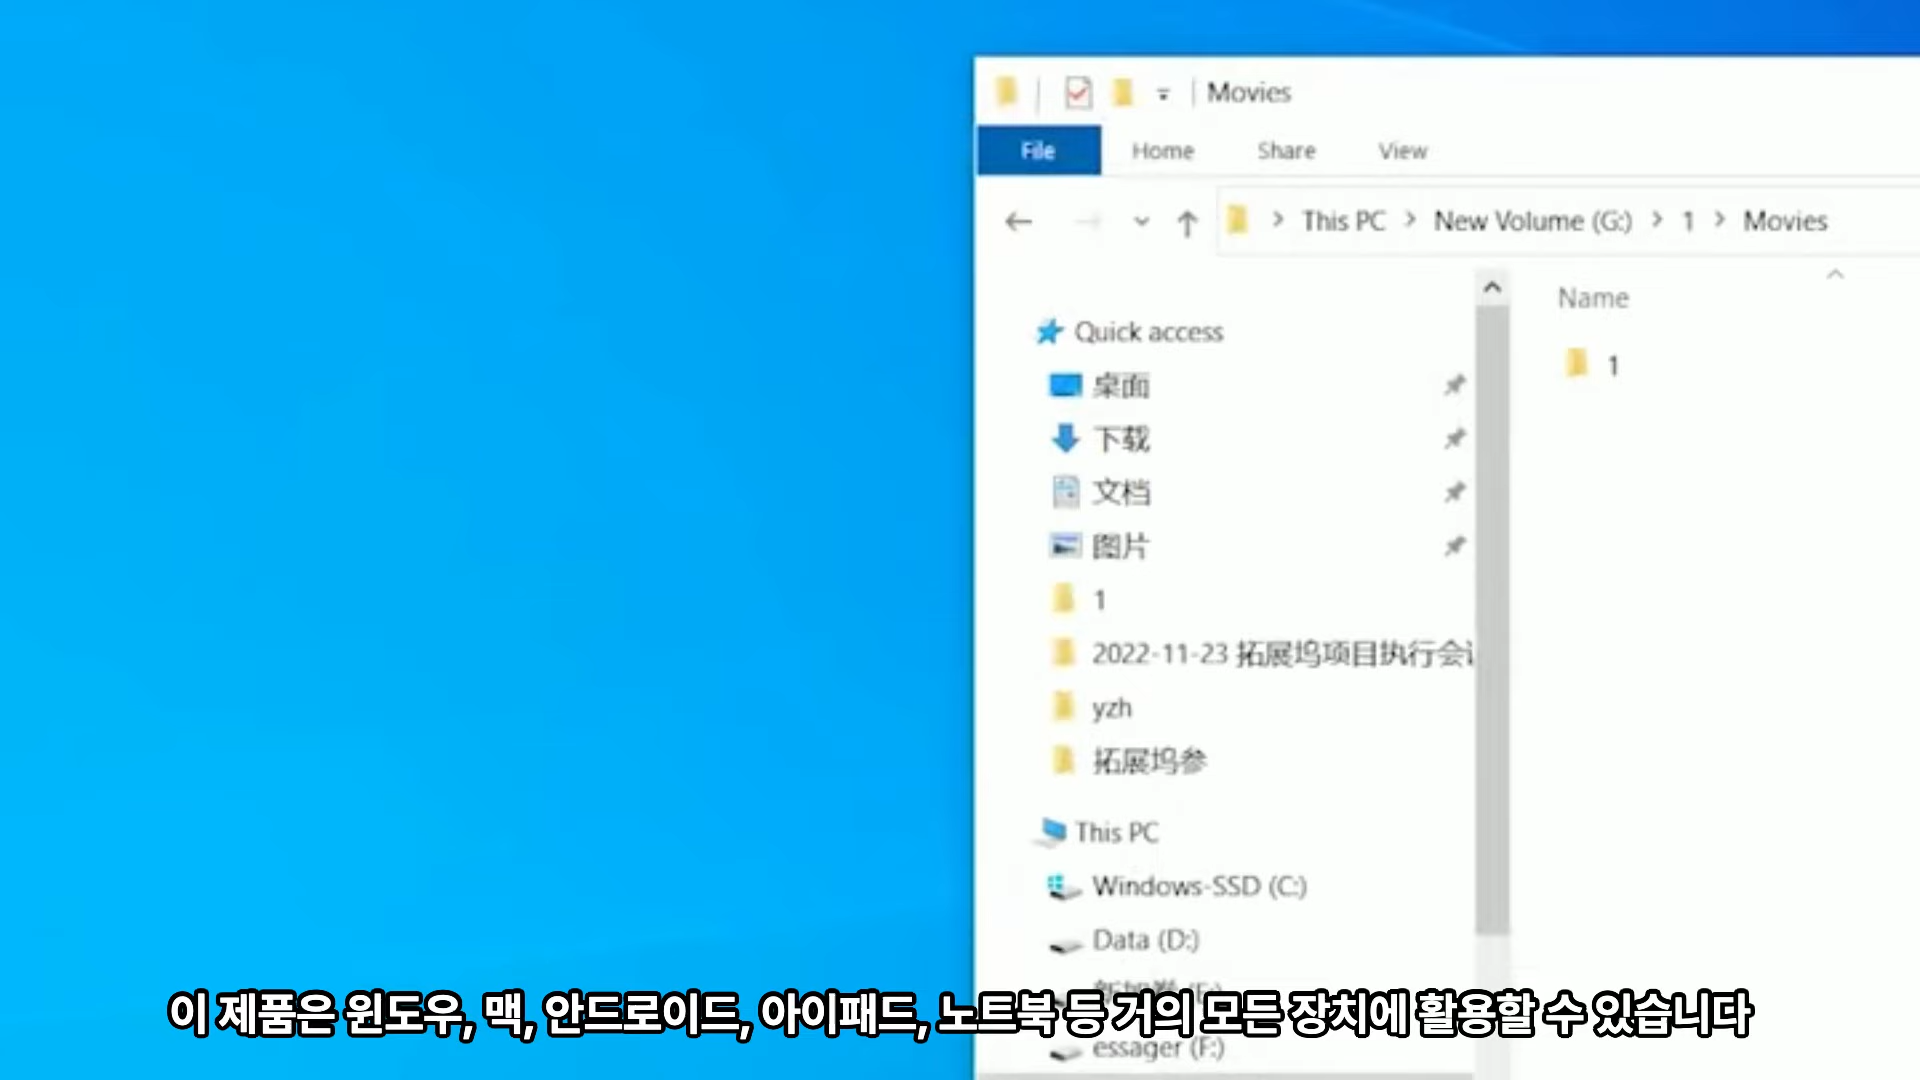 Movies
File Home Share View
This PC > New Volume (G:) > 1 > Movies
Name
1
Quick access
桌面
下载
文档
图片
1
2022-11-23 拓展坞项目执行会
yzh
拓展坞参
This PC
Windows-SSD (C:)
Data (D:)
이 제품은 윈도우, 맥, 안드로이드, 아이패드, 노트북 등 거의 모든 장치에 활용할 수 있습니다
essager (F:)